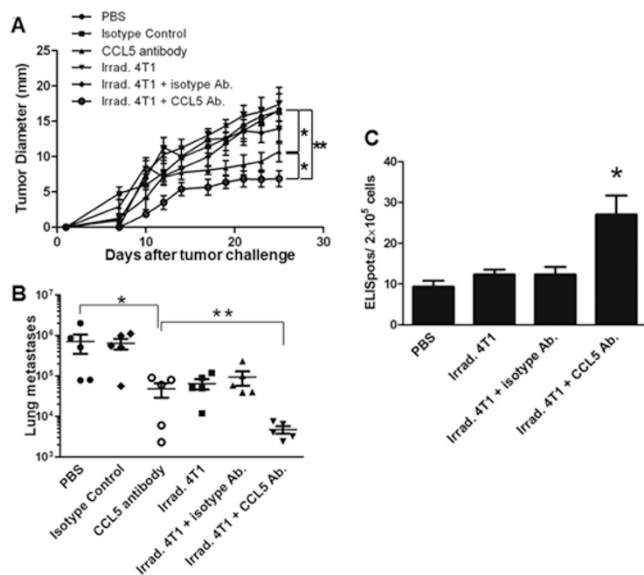 A
PBS
Isotype Control
CCL5 antibody
Irrad. 4T1
Irrad. 4T1 + isotype Ab.
Irrad. 4T1 + CCL5 Ab.
Tumor Diameter (mm)
25
20
15
10
5
0
0 10 20 30
Days after tumor challenge
*
**
*
B
Lung metastases
10⁶
10⁶
10⁵
10⁴
10³
*
**
PBS
Isotype Control
CCL5 antibody
Irrad. 4T1
Irrad. 4T1 + isotype Ab.
Irrad. 4T1 + CCL5 Ab.
C
ELISpots/ 2×10⁵ cells
40
30
20
10
0
*
PBS
Irrad. 4T1
Irrad. 4T1 + isotype Ab.
Irrad. 4T1 + CCL5 Ab.